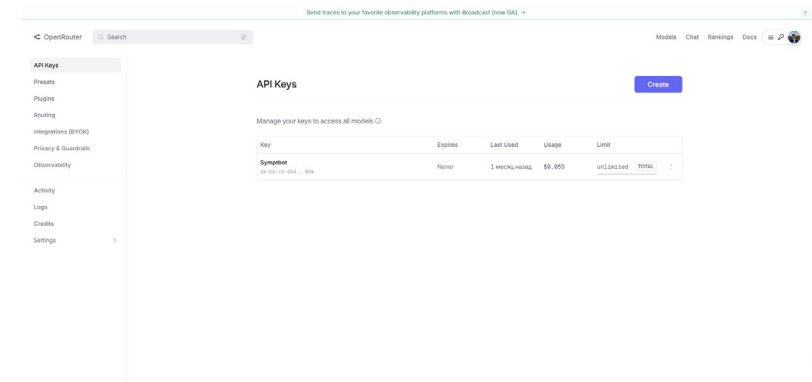 Send traces to your favorite observability platforms with Broadcast (now GA). →
OpenRouter
Search
/
Models
Chat
Rankings
Docs
API Keys
Presets
Plugins
Routing
Integrations (BYOK)
Privacy & Guardrails
Observability
Activity
Logs
Credits
Settings
API Keys
Create
Manage your keys to access all models
Key Expires Last Used Usage Limit
Symptbot Never 1 месяц назад $0.059 unlimited TOTAL